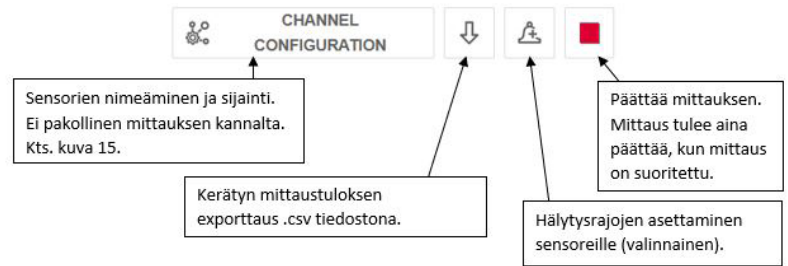 CHANNEL
CONFIGURATION
Sensorien nimeäminen ja sijainti.
Ei pakollinen mittauksen kannalta.
Kts. kuva 15.
Kerätyn mittaustuloksen
exporttaus .csv tiedostona.
Hälytysrajojen asettaminen
sensoreille (valinnainen).
Päättää mittauksen.
Mittaus tulee aina
päättää, kun mittaus
on suoritettu.